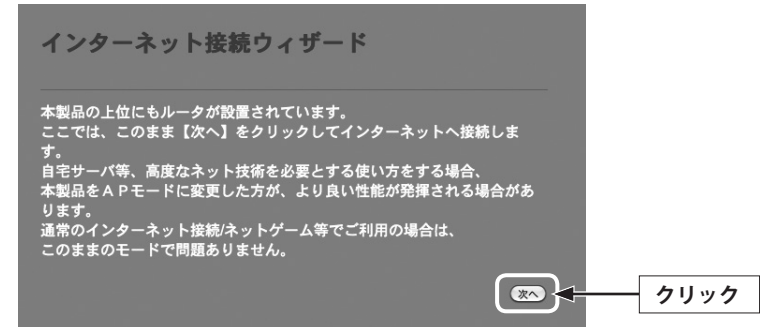 インターネット接続ウィザード
本製品の上位にもルータが設置されています。
ここでは、このまま【次へ】をクリックしてインターネットへ接続しま
す。
自宅サーバ等、高度なネット技術を必要とする使い方をする場合、
本製品をＡＰモードに変更した方が、より良い性能が発揮される場合があ
ります。
通常のインターネット接続/ネットゲーム等でご利用の場合は、
このままのモードで問題ありません。
次へ
クリック